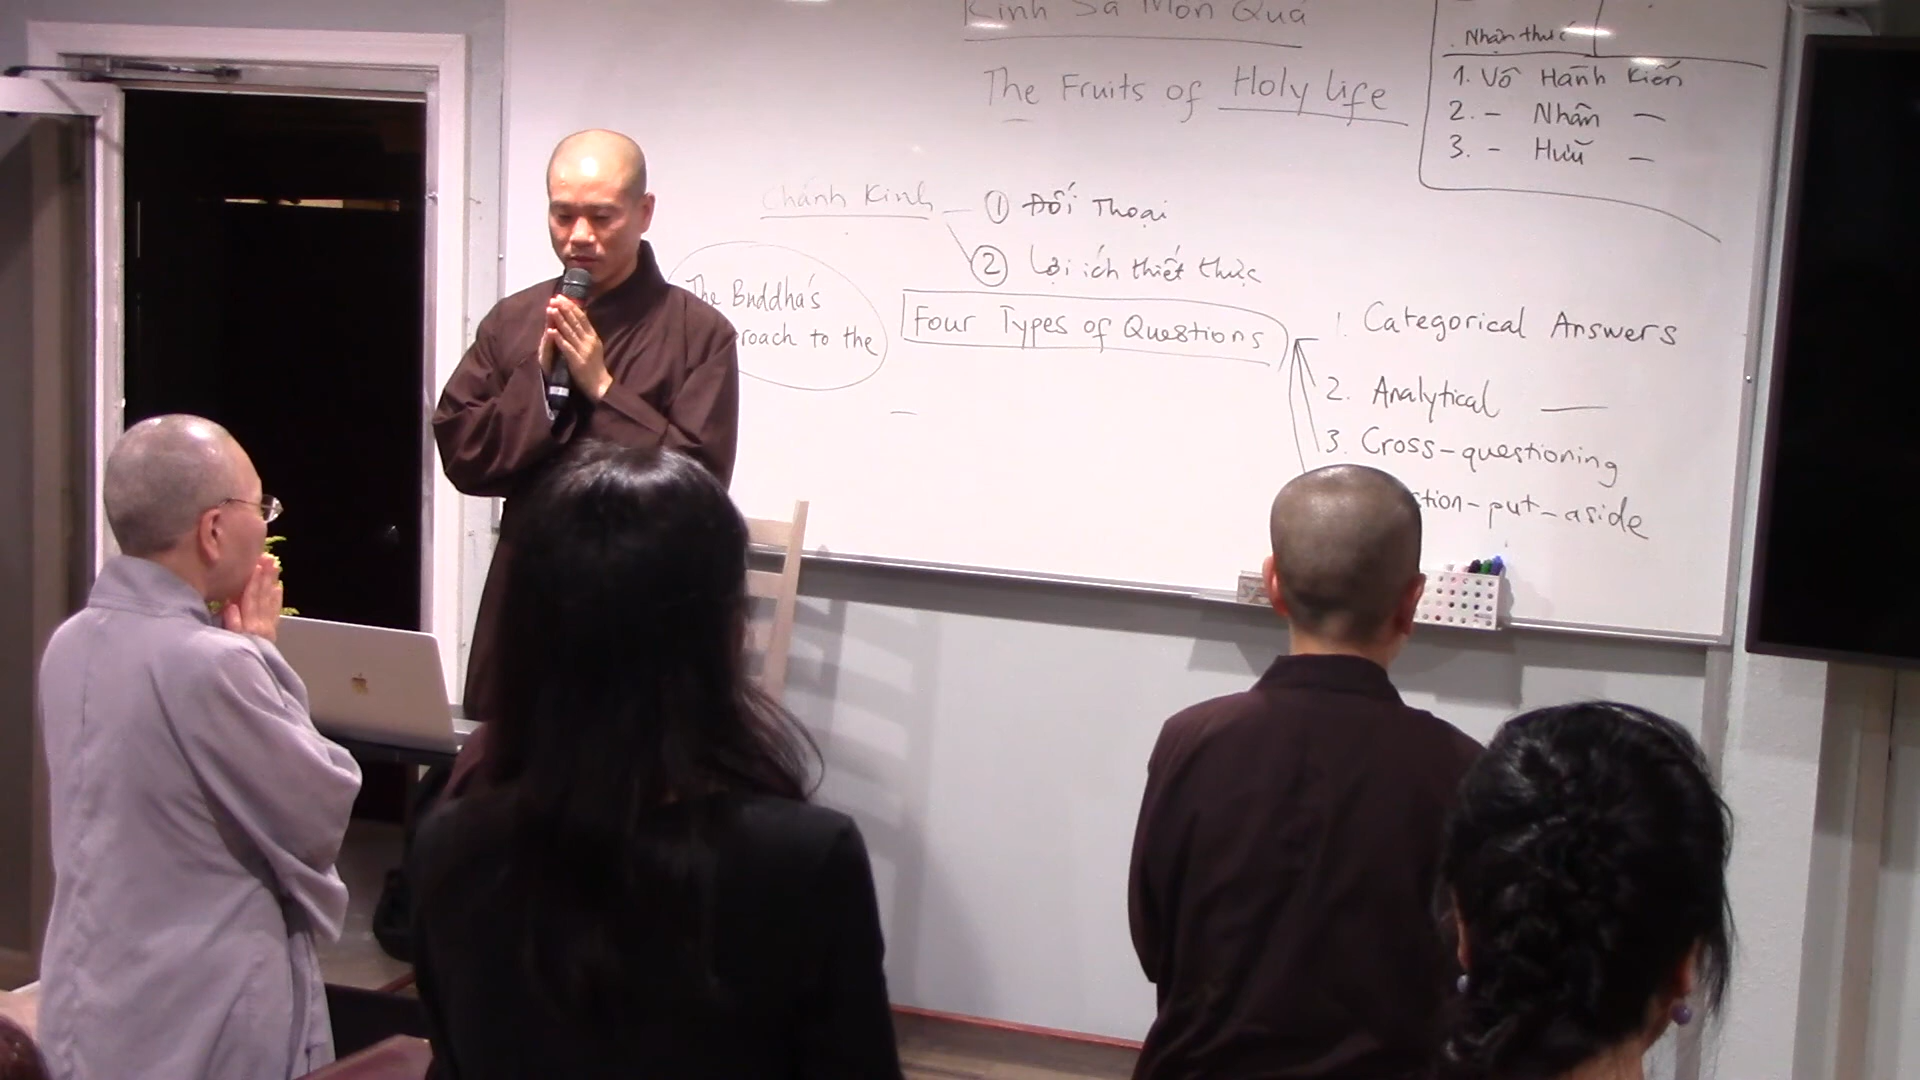 Kinh Sa Môn Quả
The Fruits of Holy life
Nhận thức
1. Vô Hành Kiến
2. - Nhân —
3. - Hữu —
Chánh Kinh
① Đối Thoại
② Lợi ích thiết thực
The Buddha's
roach to the
Four Types of Questions
1. Categorical Answers
2. Analytical —
3. Cross-questioning
stion-put-aside